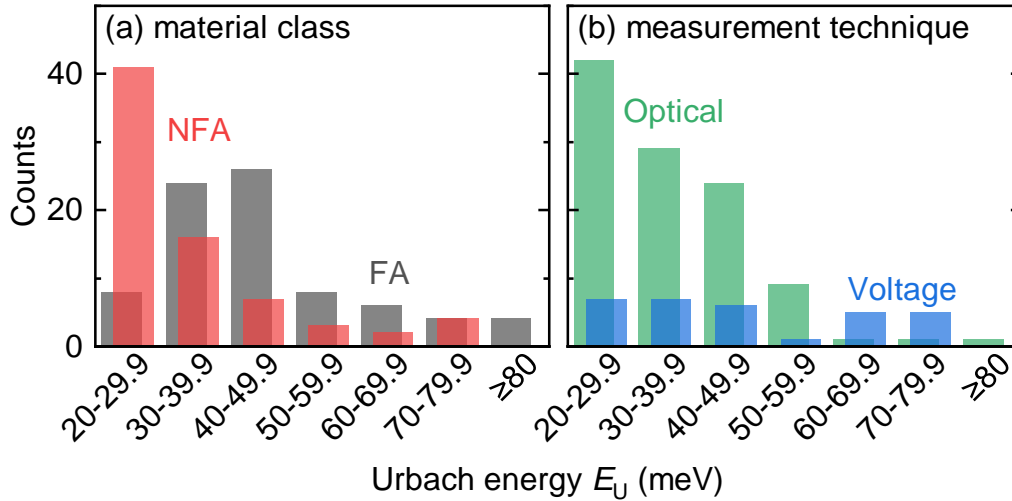 (a) material class
(b) measurement technique
Counts
40
20
0
NFA
FA
Optical
Voltage
20-29.9
30-39.9
40-49.9
50-59.9
60-69.9
70-79.9
≥80
20-29.9
30-39.9
40-49.9
50-59.9
60-69.9
70-79.9
≥80
Urbach energy E_U (meV)